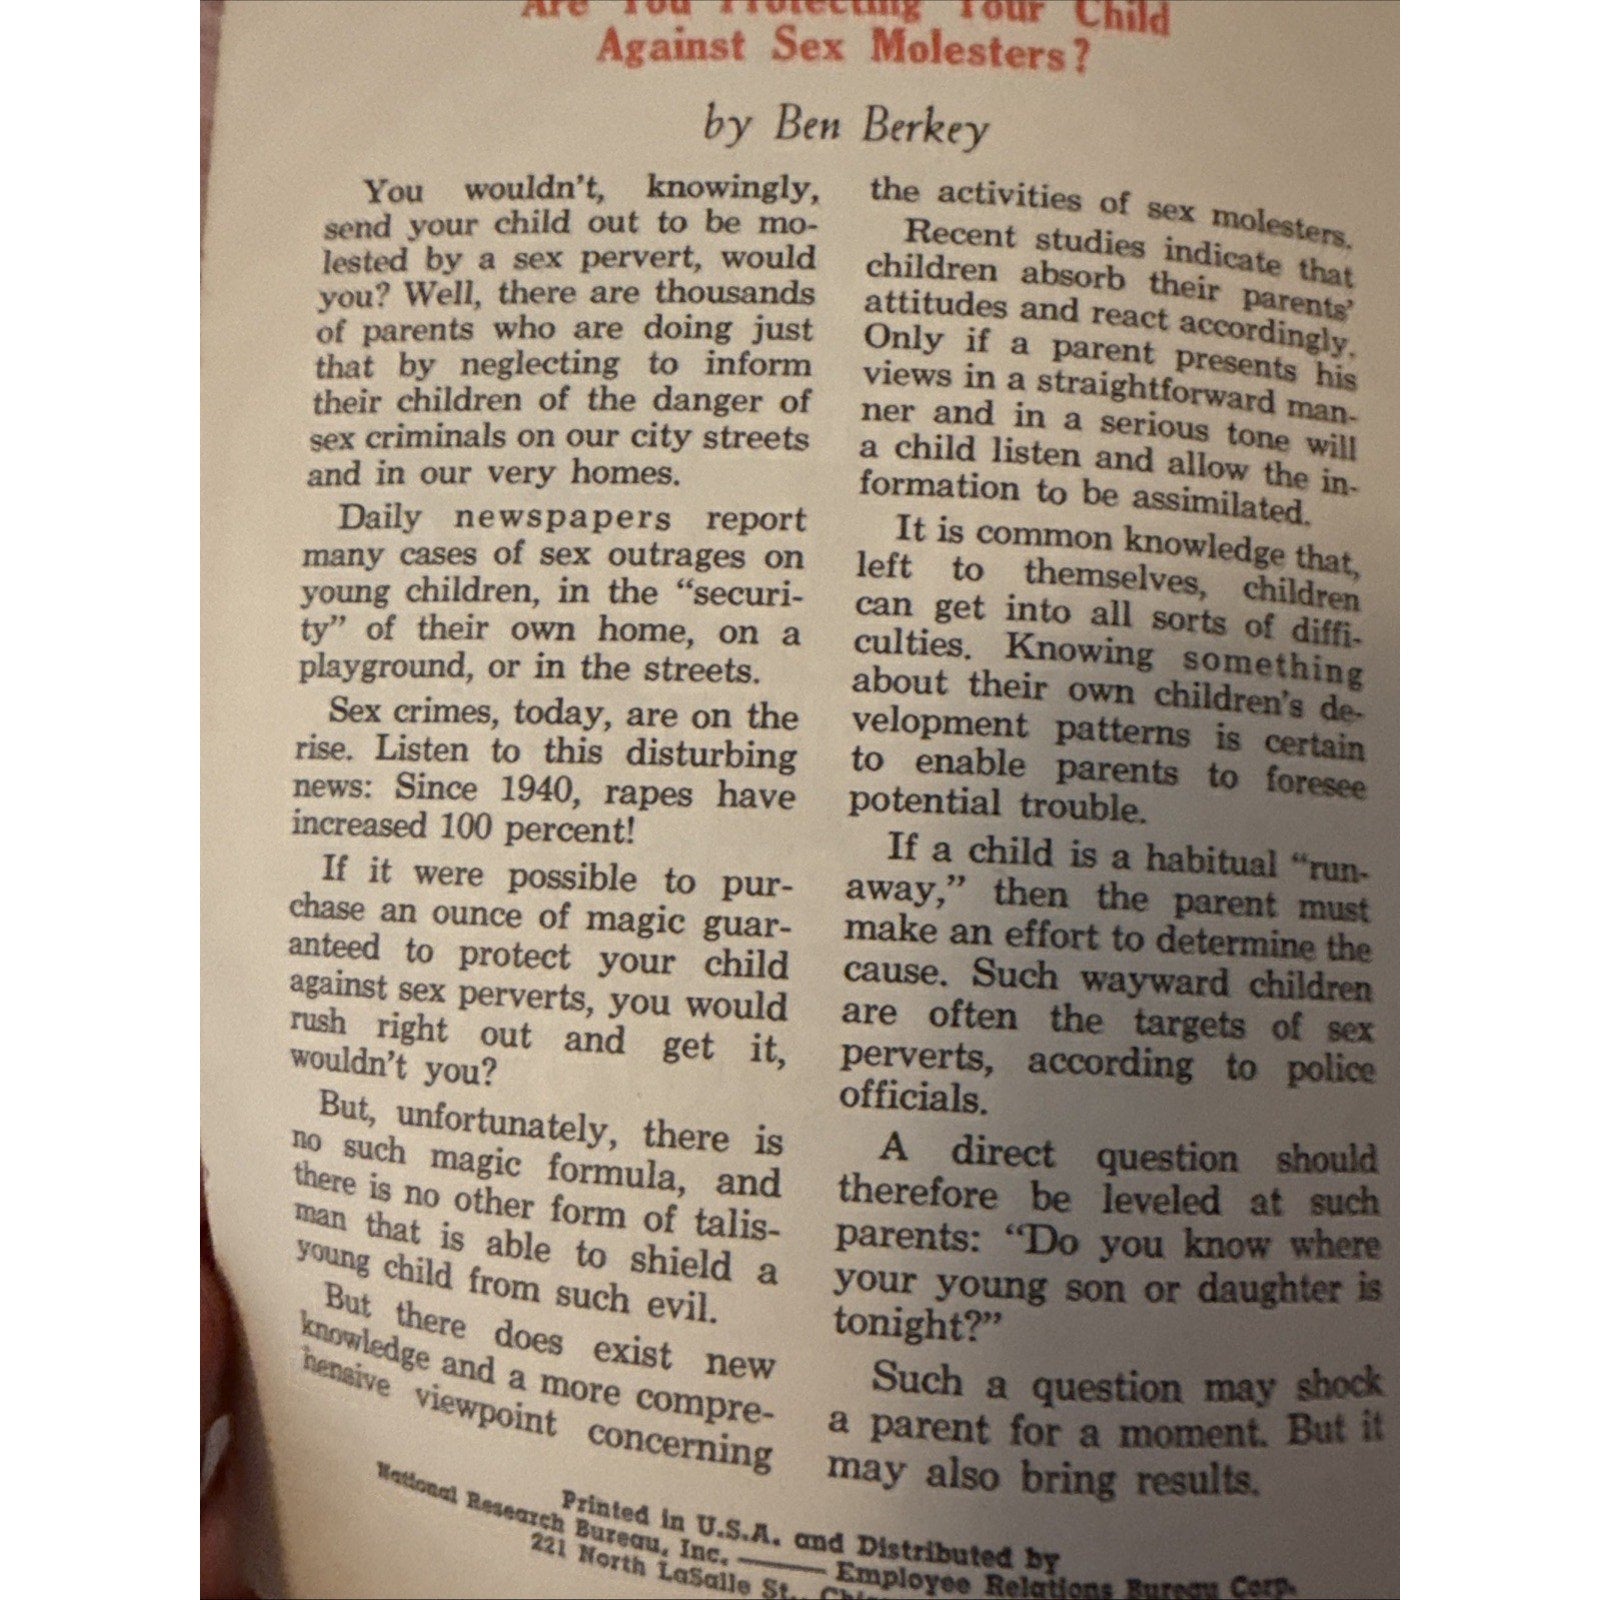 Are You Protecting Your Child
Against Sex Molesters?
by Ben Berkey
You wouldn't, knowingly,
send your child out to be mo-
lested by a sex pervert, would
you? Well, there are thousands
of parents who are doing just
that by neglecting to inform
their children of the danger of
sex criminals on our city streets
and in our very homes.
Daily newspapers report
many cases of sex outrages on
young children, in the "securi-
ty" of their own home, on a
playground, or in the streets.
Sex crimes, today, are on the
rise. Listen to this disturbing
news: Since 1940, rapes have
increased 100 percent!
If it were possible to pur-
chase an ounce of magic guar-
anteed to protect your child
against sex perverts, you would
rush right out and get it,
wouldn't you?
But, unfortunately, there is
no such magic formula, and
there is no other form of talis-
man that is able to shield a
young child from such evil.
But there does exist new
knowledge and a more compre-
hensive viewpoint concerning
the activities of sex molesters.
Recent studies indicate that
children absorb their parents'
attitudes and react accordingly.
Only if a parent presents his
views in a straightforward man-
ner and in a serious tone will
a child listen and allow the in-
formation to be assimilated.
It is common knowledge that,
left to themselves, children
can get into all sorts of diffi-
culties. Knowing something
about their own children's de-
velopment patterns is certain
to enable parents to foresee
potential trouble.
If a child is a habitual "run-
away," then the parent must
make an effort to determine the
cause. Such wayward children
are often the targets of sex
perverts, according to police
officials.
A direct question should
therefore be leveled at such
parents: "Do you know where
your young son or daughter is
tonight?"
Such a question may shock
a parent for a moment. But it
may also bring results.
Printed in U.S.A. and Distributed by
National Research Bureau, Inc. — Employee Relations Bureau Corp.
221 North LaSalle St.,